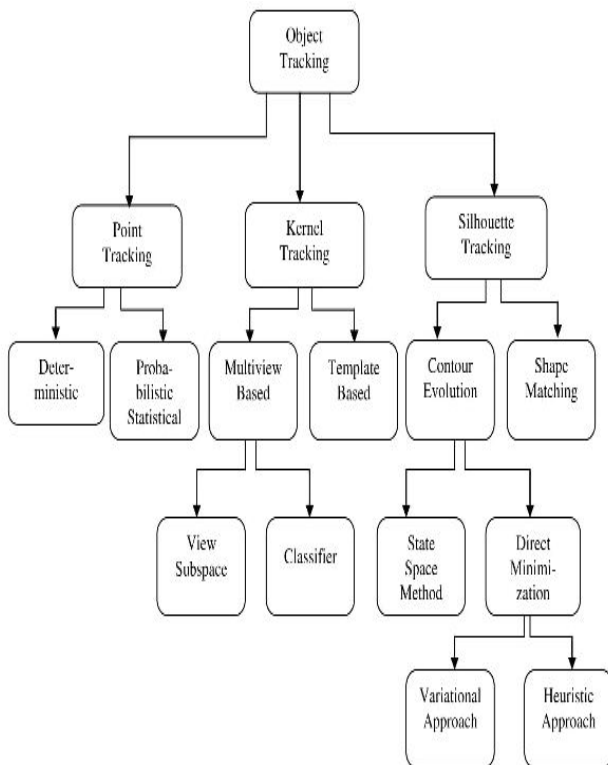 Object
Tracking
Point
Tracking
Kernel
Tracking
Silhouette
Tracking
Deter-
ministic
Proba-
bilistic
Statistical
Multiview
Based
Template
Based
Contour
Evolution
Shape
Matching
View
Subspace
Classifier
State
Space
Method
Direct
Minimi-
zation
Variational
Approach
Heuristic
Approach